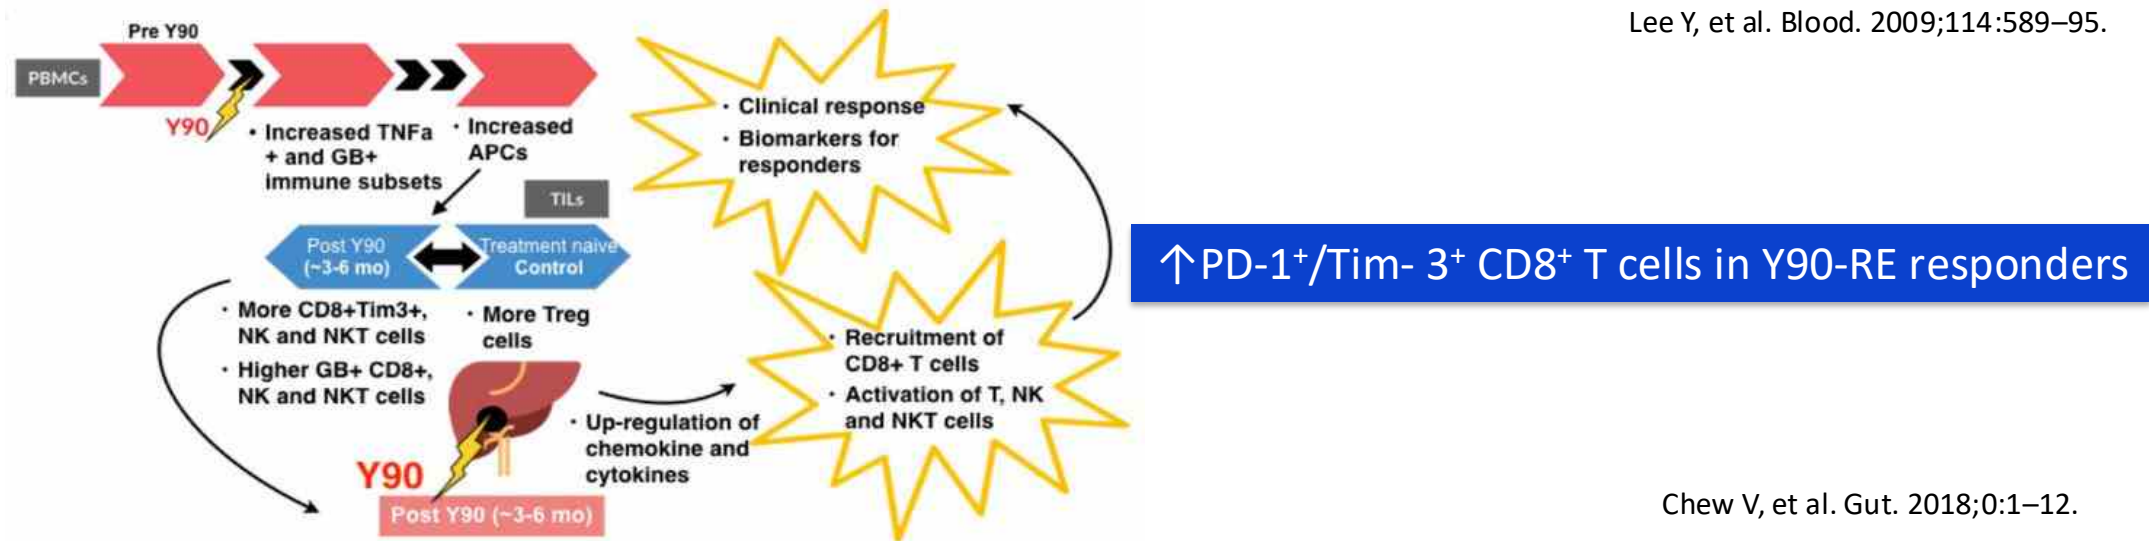 Lee Y, et al. Blood. 2009;114:589–95.
Pre Y90
PBMCs
Y90
• Increased TNFa
+ and GB+
immune subsets
• Increased
APCs
TILs
Post Y90
(~3-6 mo)
Treatment naive
Control
• More CD8+Tim3+,
NK and NKT cells
• Higher GB+ CD8+,
NK and NKT cells
• More Treg
cells
Y90
Post Y90 (~3-6 mo)
• Up-regulation of
chemokine and
cytokines
• Recruitment of
CD8+ T cells
• Activation of T, NK
and NKT cells
• Clinical response
• Biomarkers for
responders
↑PD-1⁺/Tim- 3⁺ CD8⁺ T cells in Y90-RE responders
Chew V, et al. Gut. 2018;0:1–12.